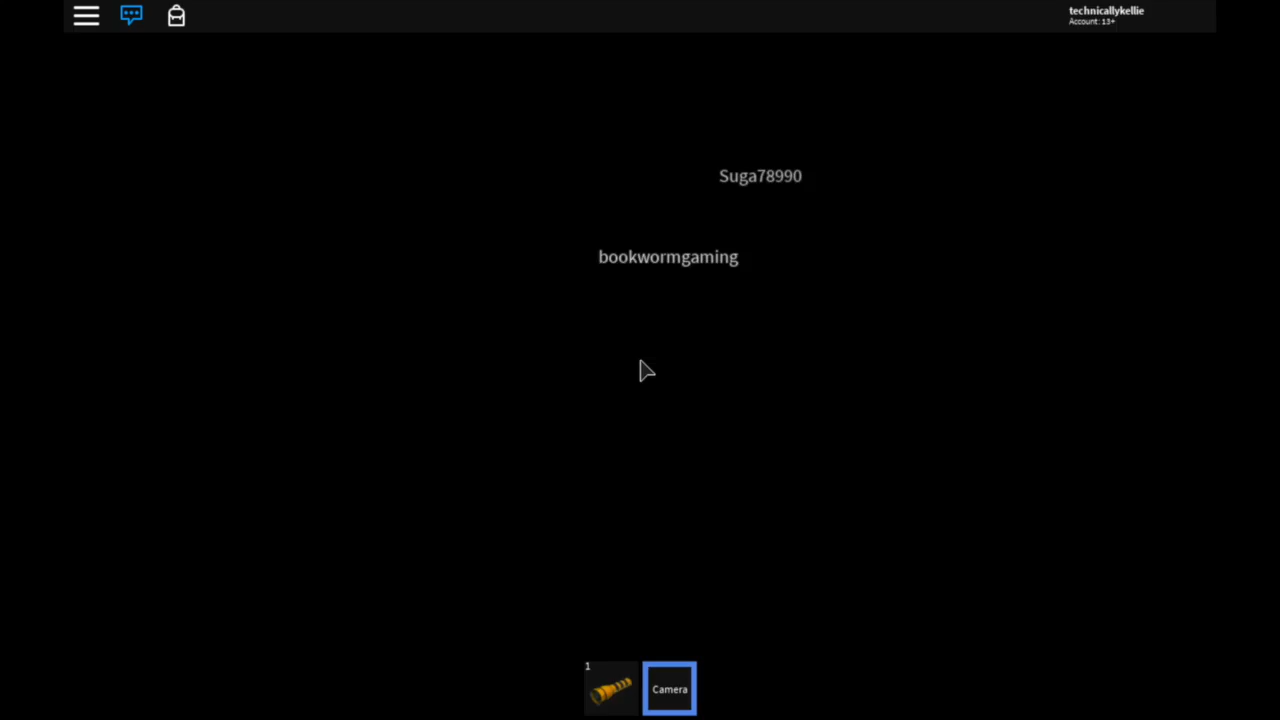 technicallykellie
Account: 13+
Suga78990
bookwormgaming
1
Camera